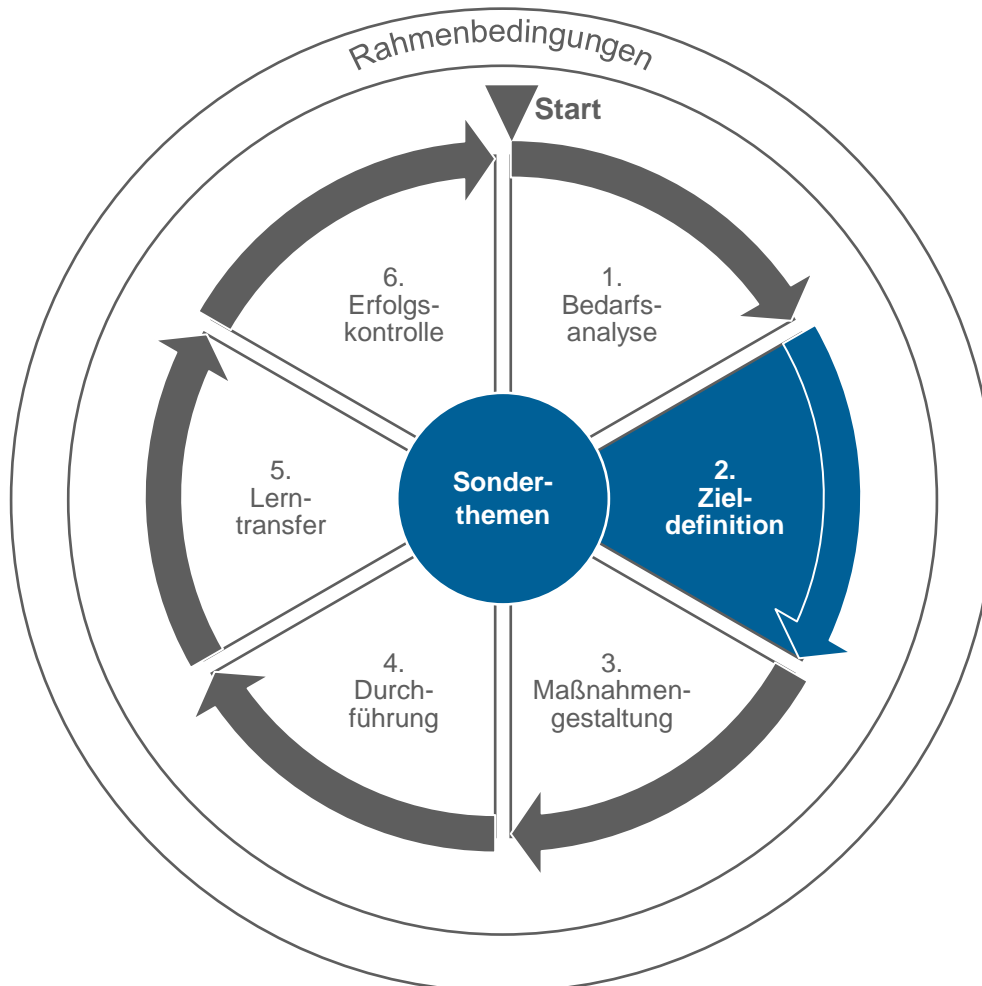 Rahmenbedingungen
Start
1.
Bedarfs-
analyse
2.
Ziel-
definition
3.
Maßnahmen-
gestaltung
4.
Durch-
führung
5.
Lern-
transfer
6.
Erfolgs-
kontrolle
Sonder-
themen